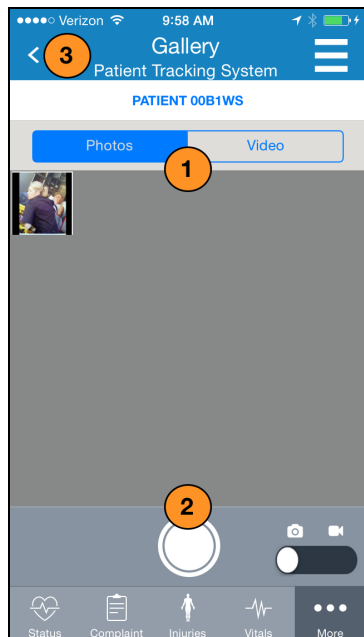 Verizon 9:58 AM
3
Gallery
Patient Tracking System
PATIENT 00B1WS
Photos Video
1
2
Status Complaint Injuries Vitals More